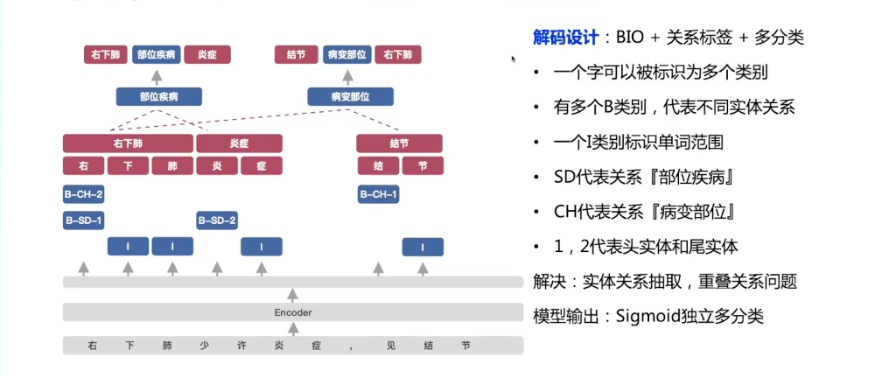 右下肺 部位疾病 炎症 结节 病变部位 右下肺
部位疾病 病变部位
右下肺 炎症 结节
右 下 肺 炎 症 结 节
B-CH-2 B-CH-1
B-SD-1 B-SD-2
I I I I
Encoder
右 下 肺 少 许 炎 症 , 见 结 节
解码设计：BIO + 关系标签 + 多分类
• 一个字可以被标识为多个类别
• 有多个B类别，代表不同实体关系
• 一个I类别标识单词范围
• SD代表关系『部位疾病』
• CH代表关系『病变部位』
• 1，2代表头实体和尾实体
解决：实体关系抽取，重叠关系问题
模型输出：Sigmoid独立多分类